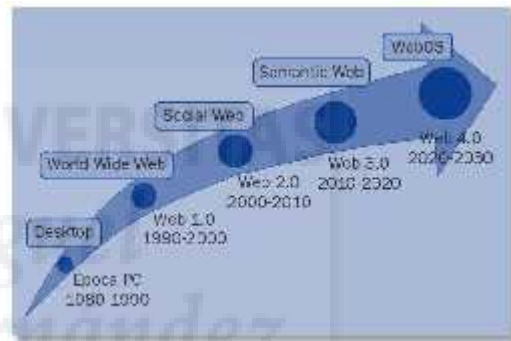 WebOS
Semantic Web
Social Web
World Wide Web
Desktop
Web 4.0
2020-2030
Web 3.0
2010-2020
Web 2.0
2000-2010
Web 1.0
1990-2000
Epoca PC
1980-1990